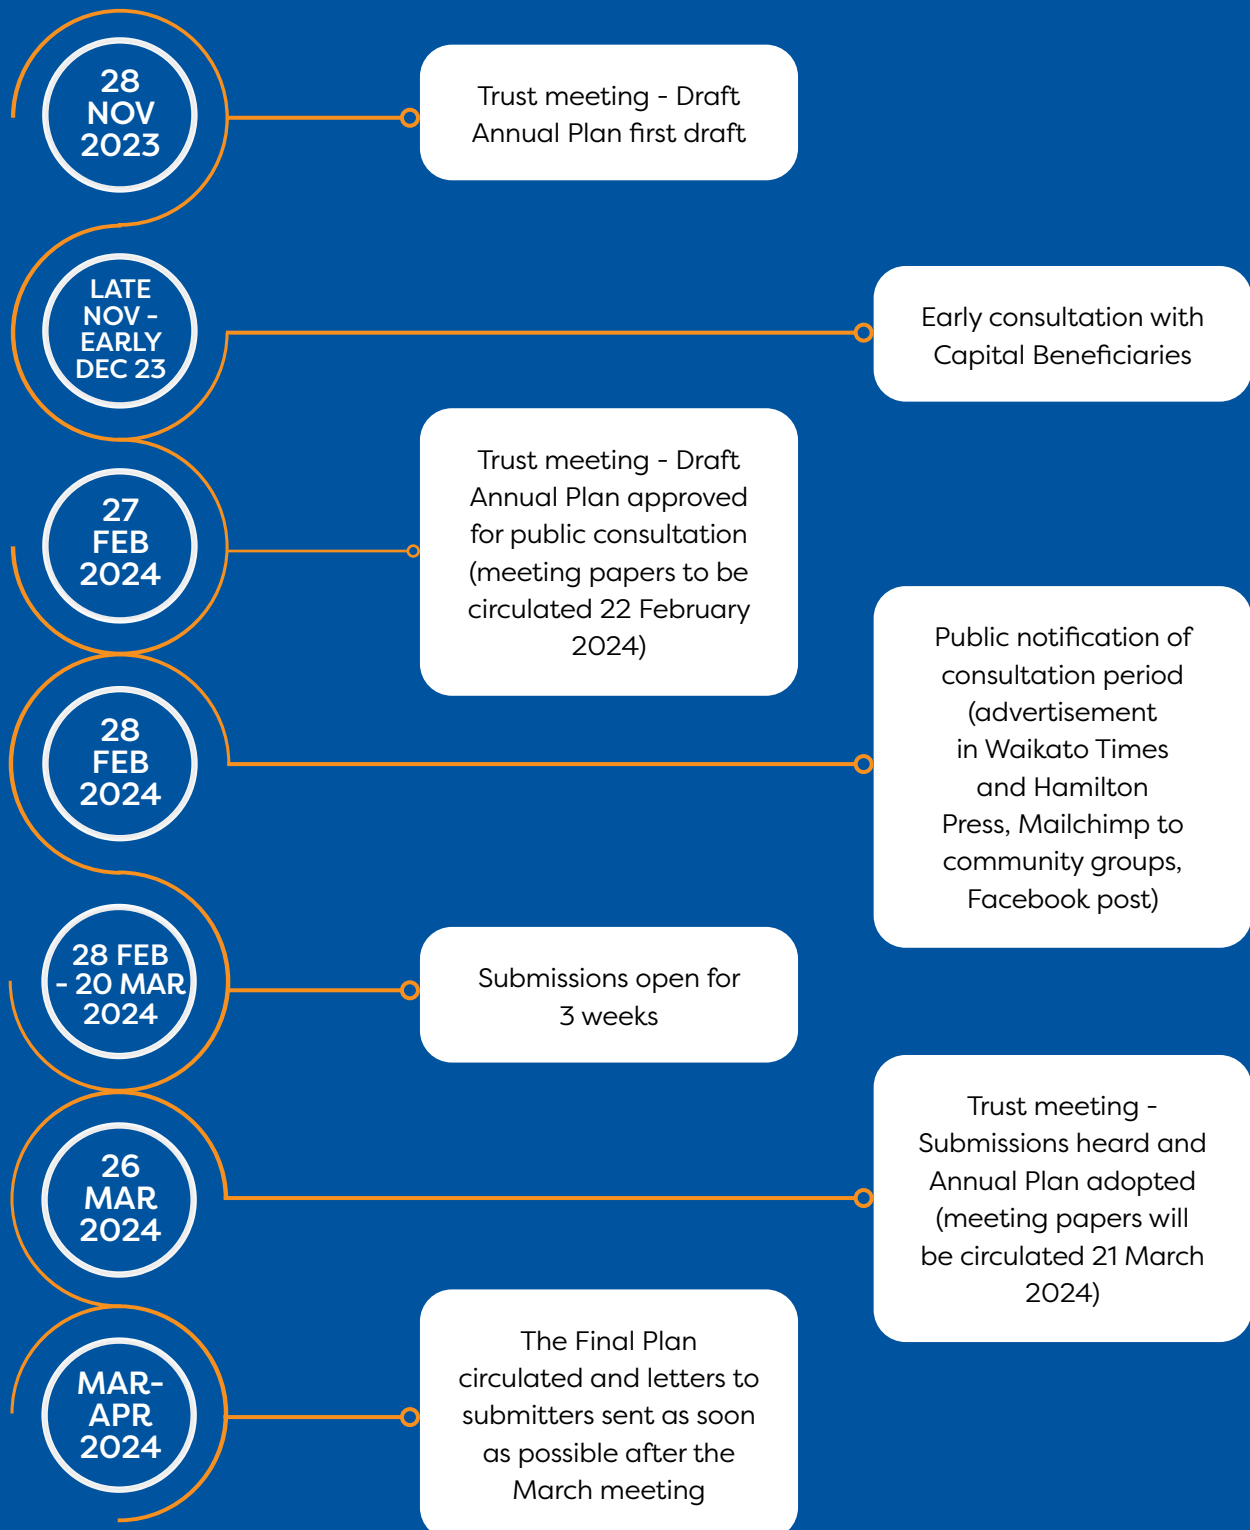 28
NOV
2023
Trust meeting - Draft
Annual Plan first draft
LATE
NOV -
EARLY
DEC 23
Early consultation with
Capital Beneficiaries
27
FEB
2024
Trust meeting - Draft
Annual Plan approved
for public consultation
(meeting papers to be
circulated 22 February
2024)
28
FEB
2024
Public notification of
consultation period
(advertisement
in Waikato Times
and Hamilton
Press, Mailchimp to
community groups,
Facebook post)
28 FEB
- 20 MAR
2024
Submissions open for
3 weeks
26
MAR
2024
Trust meeting -
Submissions heard and
Annual Plan adopted
(meeting papers will
be circulated 21 March
2024)
MAR-
APR
2024
The Final Plan
circulated and letters to
submitters sent as soon
as possible after the
March meeting